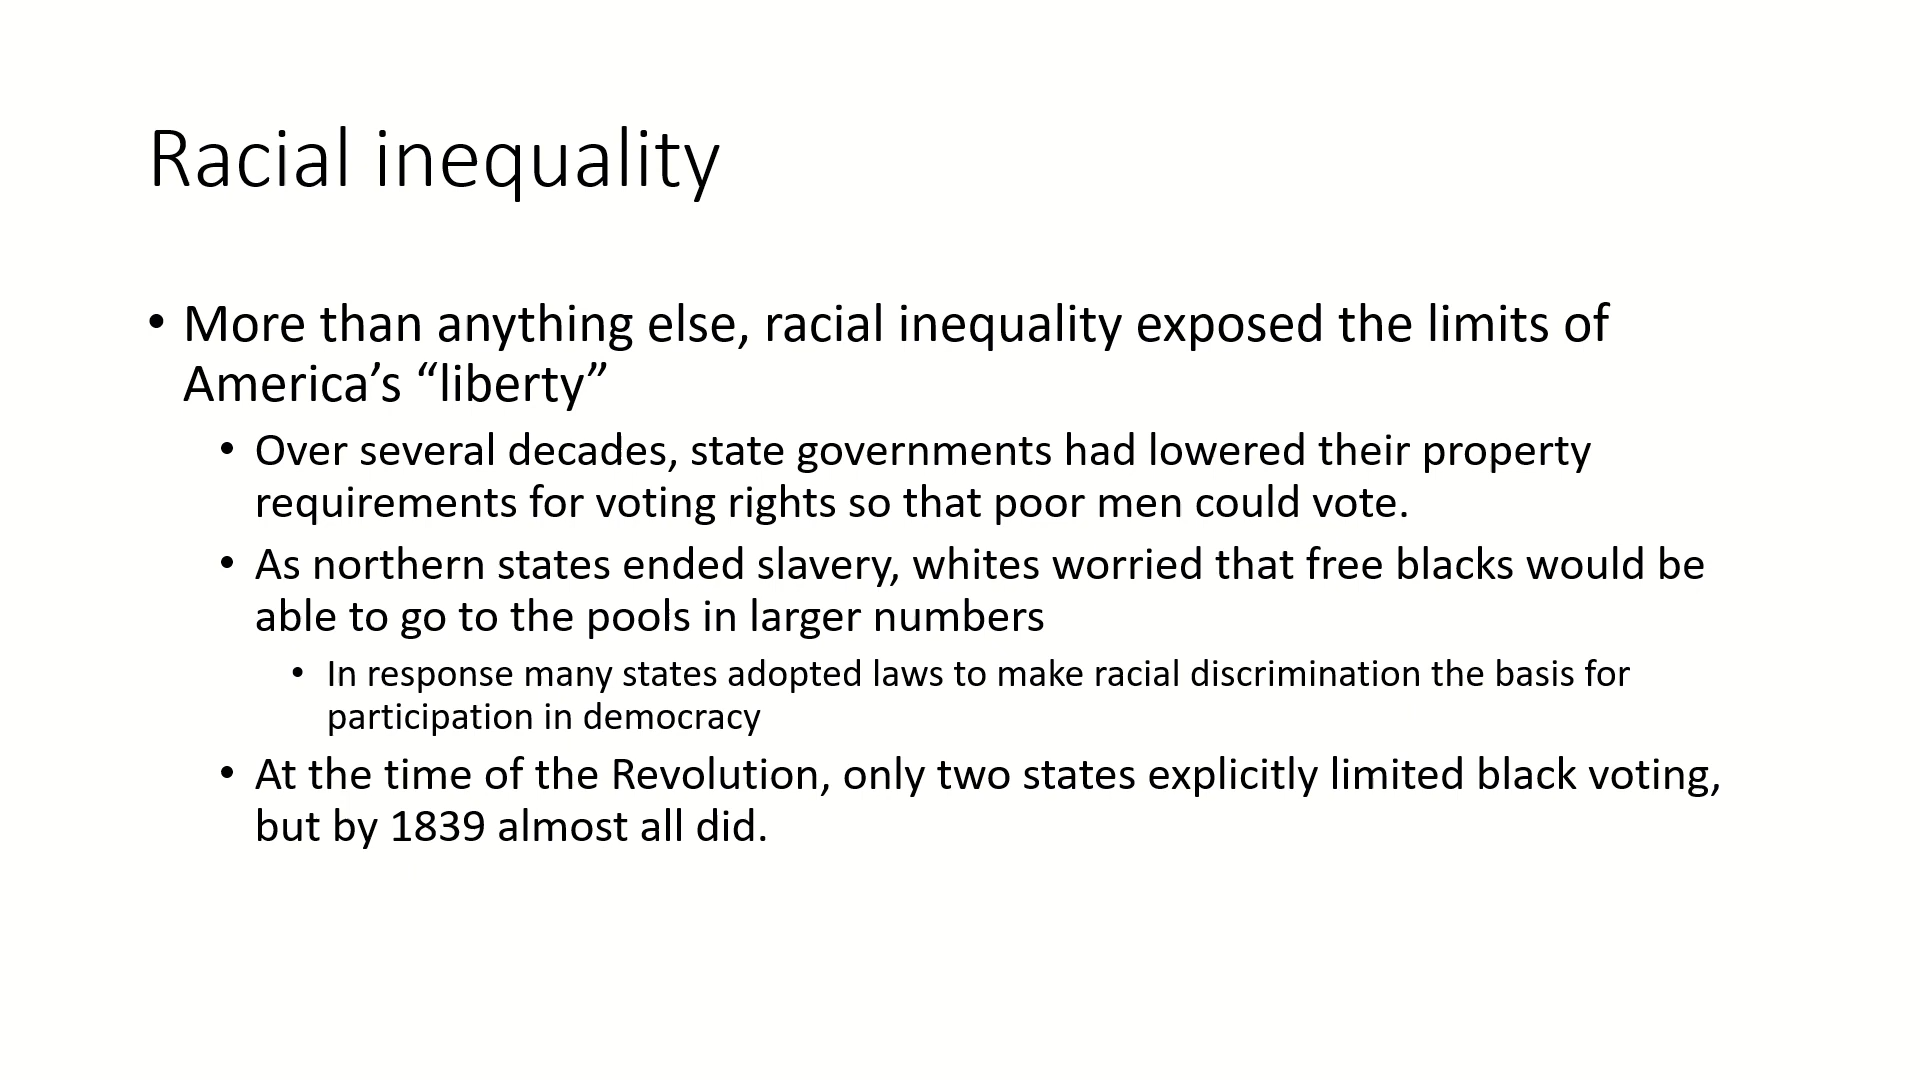 Racial inequality
• More than anything else, racial inequality exposed the limits of
America’s “liberty”
• Over several decades, state governments had lowered their property
requirements for voting rights so that poor men could vote.
• As northern states ended slavery, whites worried that free blacks would be
able to go to the pools in larger numbers
• In response many states adopted laws to make racial discrimination the basis for
participation in democracy
• At the time of the Revolution, only two states explicitly limited black voting,
but by 1839 almost all did.